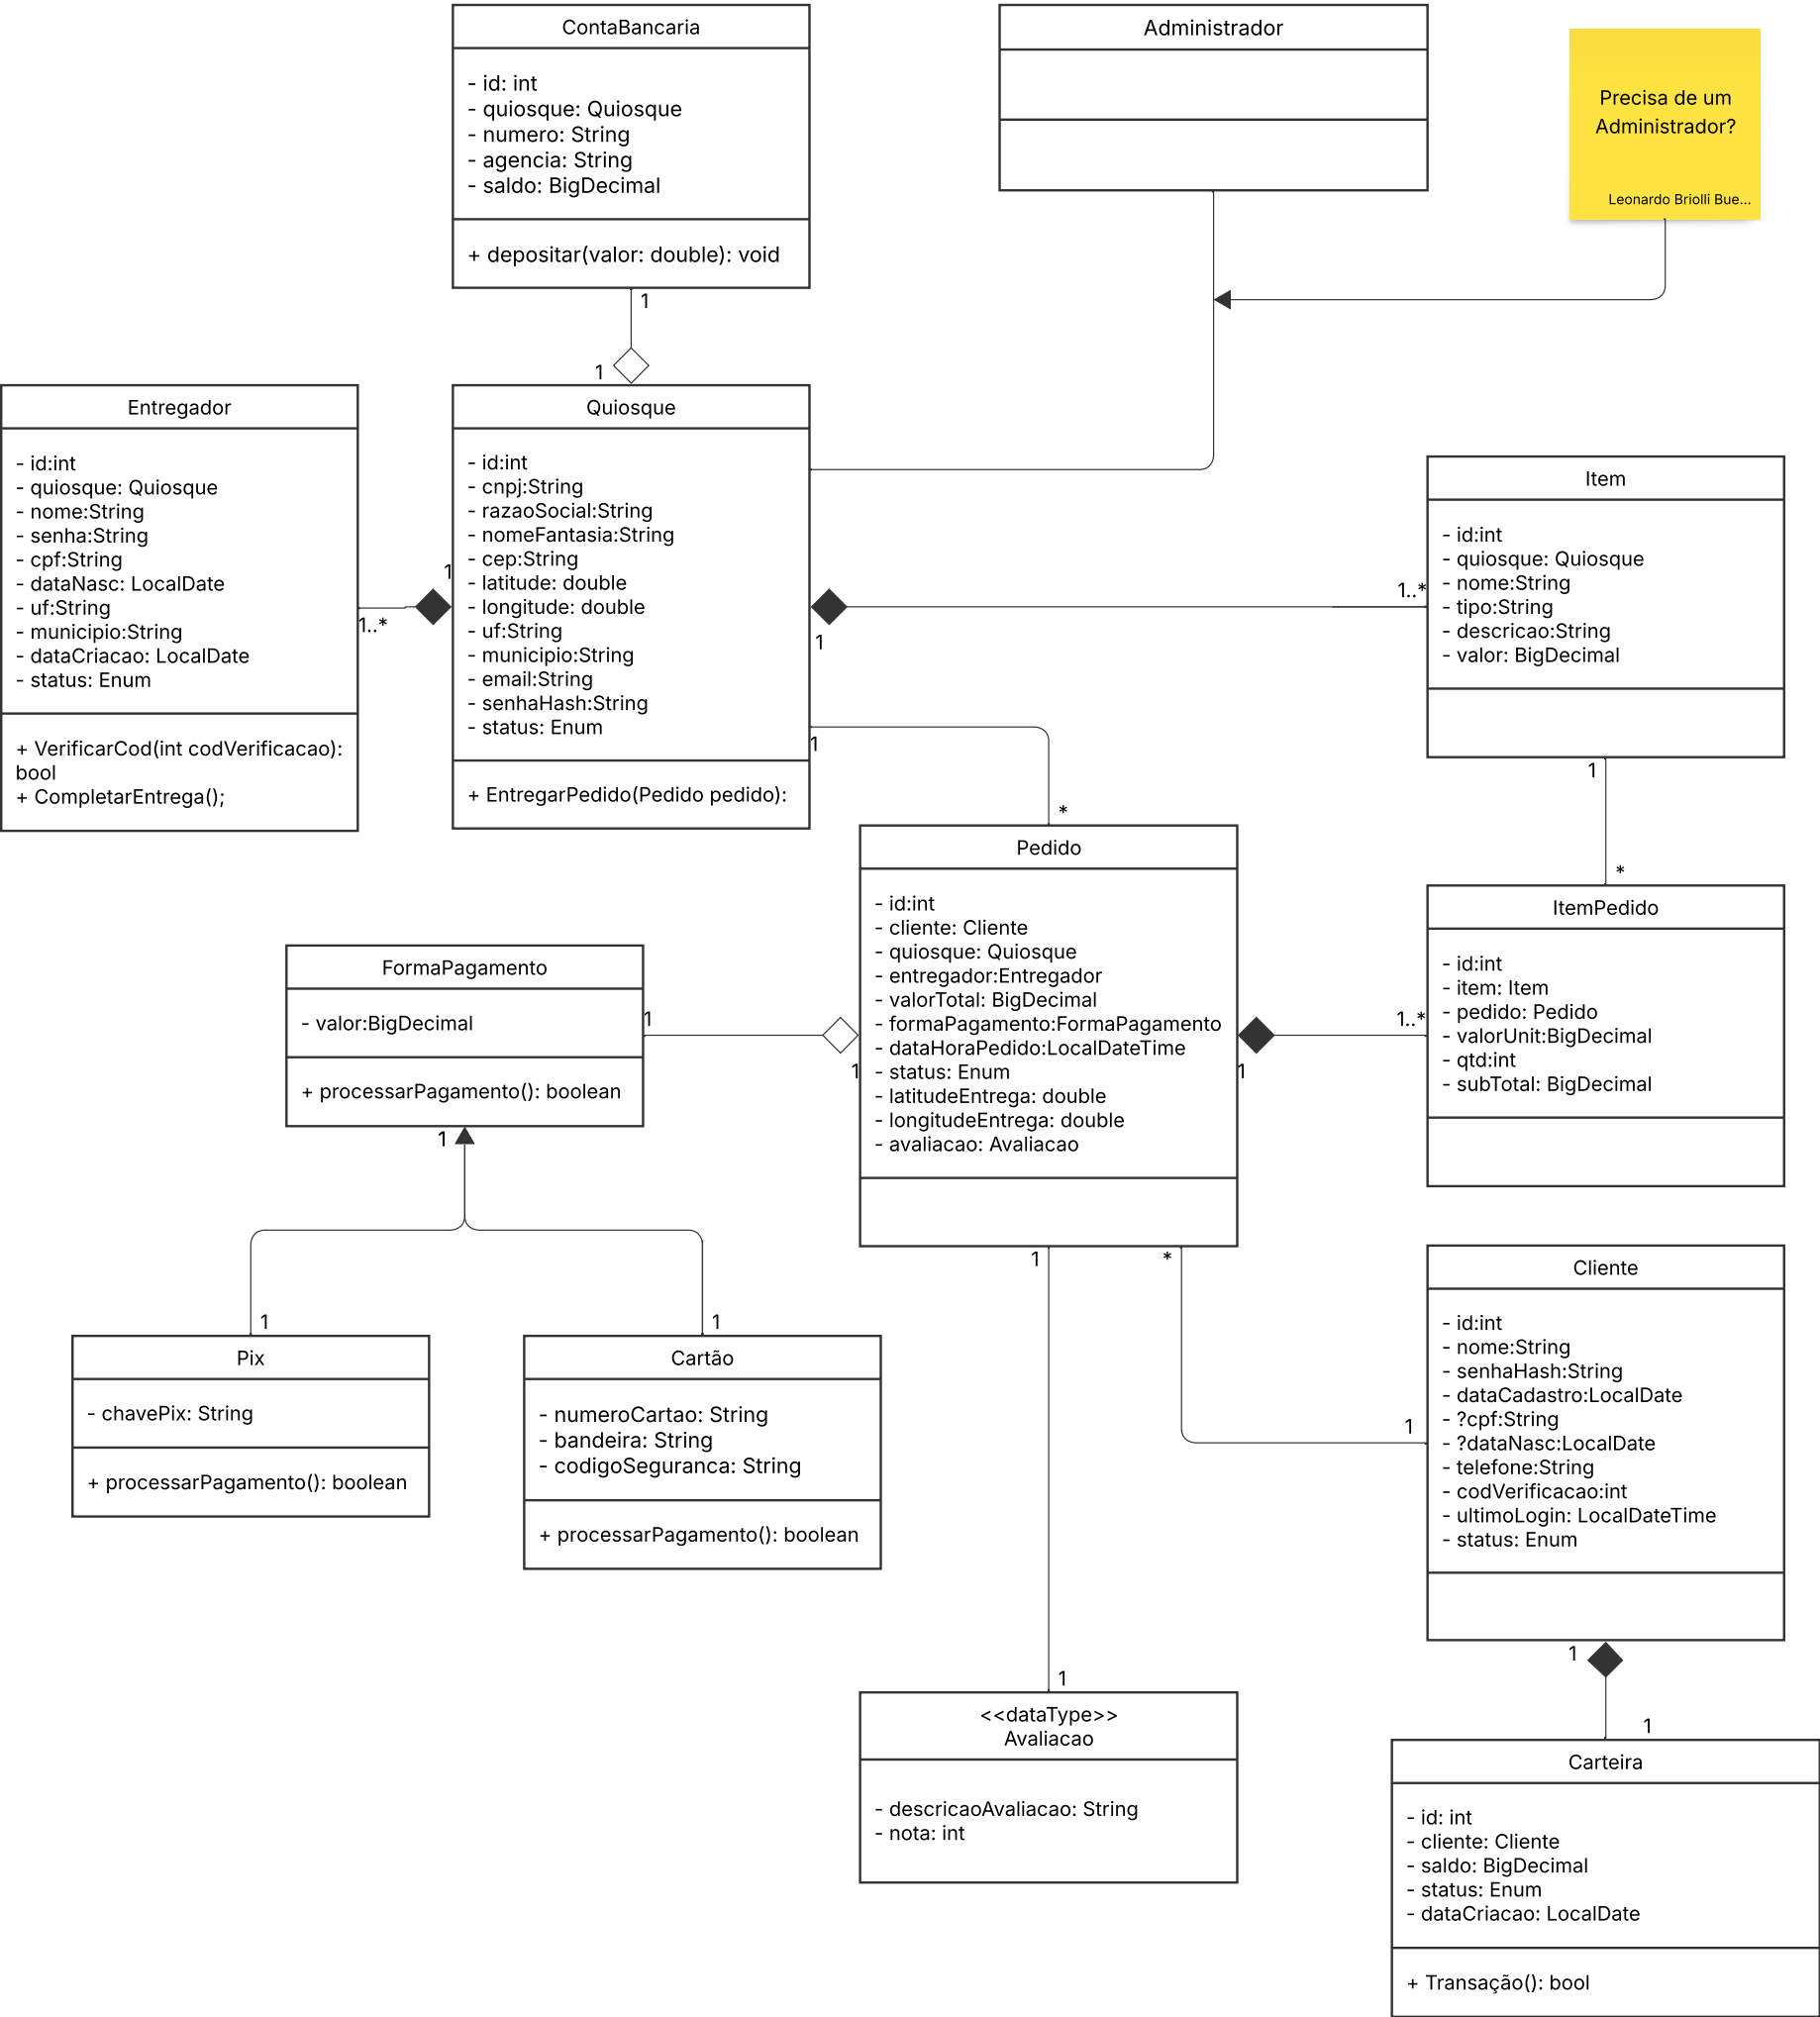 ContaBancaria
- id: int
- quiosque: Quiosque
- numero: String
- agencia: String
- saldo: BigDecimal
+ depositar(valor: double): void
1
1
Administrador
Precisa de um
Administrador?
Leonardo Briolli Bue...
Entregador
- id:int
- quiosque: Quiosque
- nome:String
- senha:String
- cpf:String
- dataNasc: LocalDate
- uf:String
- municipio:String
- dataCriacao: LocalDate
- status: Enum
+ VerificarCod(int codVerificacao):
bool
+ CompletarEntrega();
1
1..*
Quiosque
- id:int
- cnpj:String
- razaoSocial:String
- nomeFantasia:String
- cep:String
- latitude: double
- longitude: double
- uf:String
- municipio:String
- email:String
- senhaHash:String
- status: Enum
+ EntregarPedido(Pedido pedido):
1
1..*
1
*
Item
- id:int
- quiosque: Quiosque
- nome:String
- tipo:String
- descricao:String
- valor: BigDecimal
1
*
Pedido
- id:int
- cliente: Cliente
- quiosque: Quiosque
- entregador:Entregador
- valorTotal: BigDecimal
- formaPagamento:FormaPagamento
- dataHoraPedido:LocalDateTime
- status: Enum
- latitudeEntrega: double
- longitudeEntrega: double
- avaliacao: Avaliacao
1
1..*
ItemPedido
- id:int
- item: Item
- pedido: Pedido
- valorUnit:BigDecimal
- qtd:int
- subTotal: BigDecimal
FormaPagamento
- valor:BigDecimal
+ processarPagamento(): boolean
1
1
1
1
1
Pix
- chavePix: String
+ processarPagamento(): boolean
Cartão
- numeroCartao: String
- bandeira: String
- codigoSeguranca: String
+ processarPagamento(): boolean
1
*
1
1
Cliente
- id:int
- nome:String
- senhaHash:String
- dataCadastro:LocalDate
- ?cpf:String
- ?dataNasc:LocalDate
- telefone:String
- codVerificacao:int
- ultimoLogin: LocalDateTime
- status: Enum
1
1
<<dataType>>
Avaliacao
- descricaoAvaliacao: String
- nota: int
Carteira
- id: int
- cliente: Cliente
- saldo: BigDecimal
- status: Enum
- dataCriacao: LocalDate
+ Transação(): bool